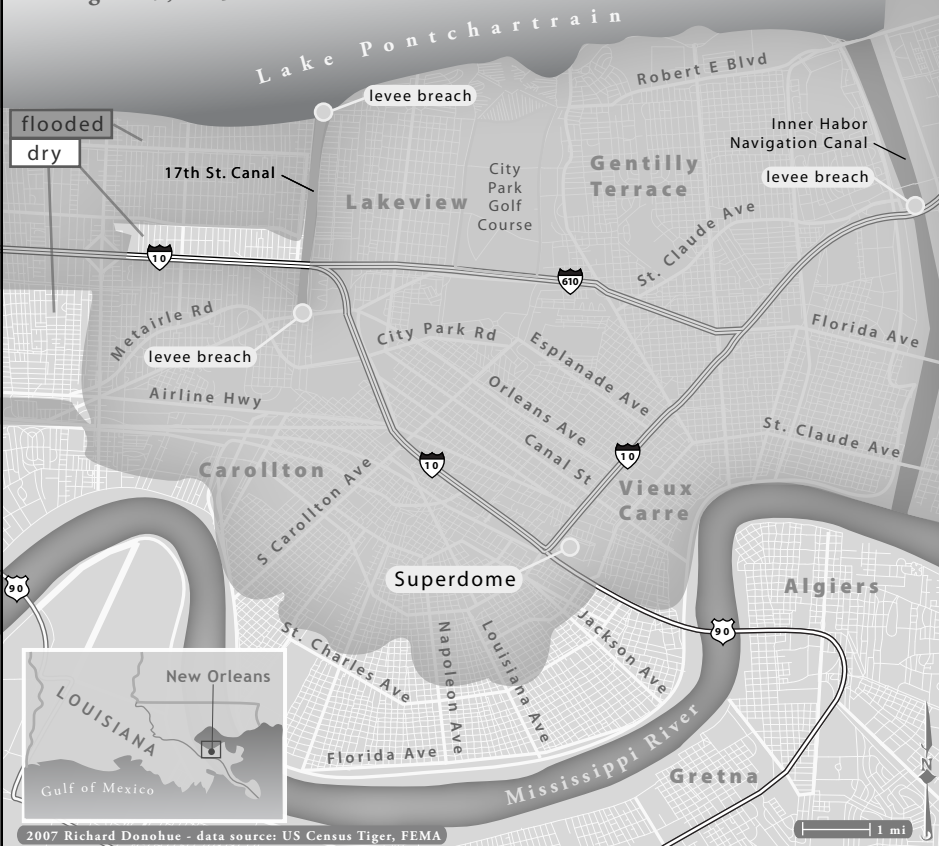 Lake Pontchartrain
Robert E Blvd
levee breach
flooded
dry
Inner Habor
Navigation Canal
levee breach
17th St. Canal
Lakeview
City
Park
Golf
Course
Gentilly
Terrace
St. Claude Ave
10
610
Metairle Rd
levee breach
City Park Rd
Esplanade Ave
Florida Ave
Airline Hwy
Orleans Ave
Canal St
St. Claude Ave
Carollton
S Carollton Ave
10
10
Vieux
Carre
Superdome
90
Algiers
St. Charles Ave
Napoleon Ave
Louisiana Ave
Jackson Ave
90
New Orleans
LOUISIANA
Gulf of Mexico
Florida Ave
Mississippi River
Gretna
N
1 mi
2007 Richard Donohue - data source: US Census Tiger, FEMA